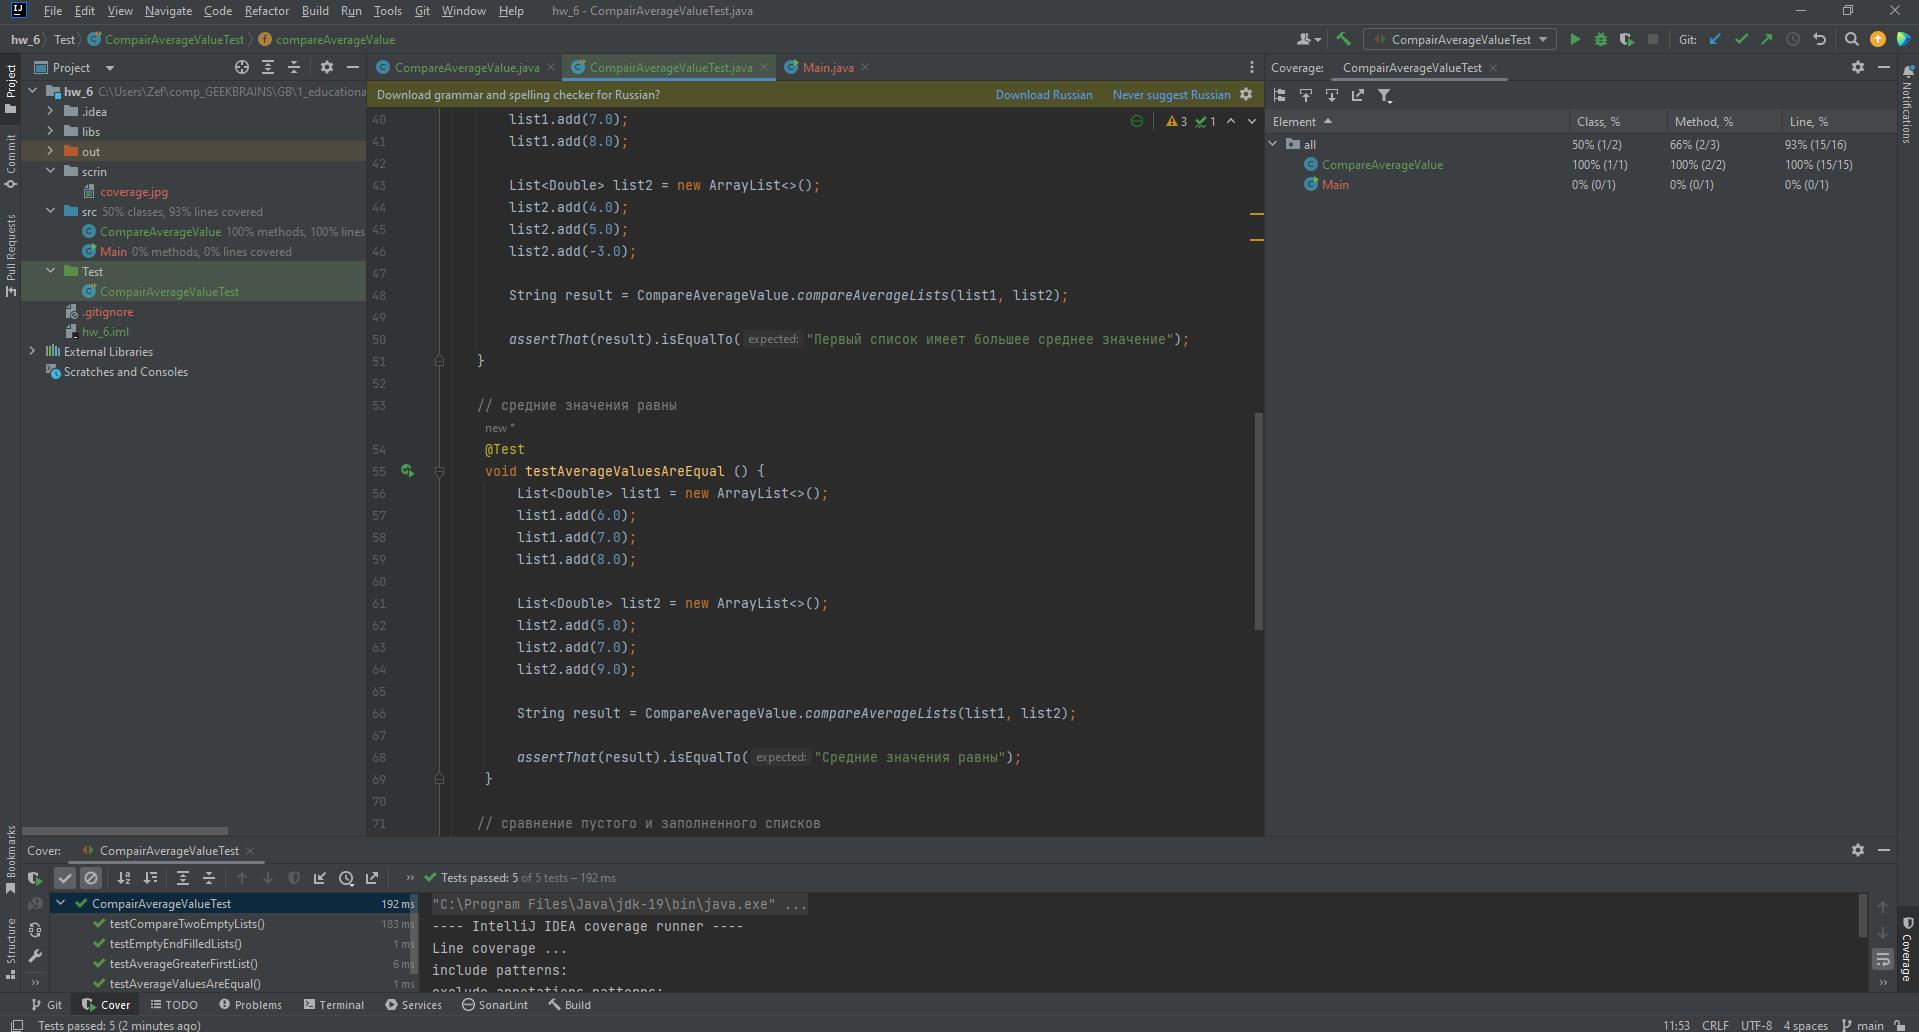 File Edit View Navigate Code Refactor Build Run Tools Git Window Help hw_6 - CompairAverageValueTest.java
hw_6 Test CompairAverageValueTest compareAverageValue
CompairAverageValueTest Git:
Project
CompareAverageValue.java CompairAverageValueTest.java Main.java
Coverage: CompairAverageValueTest
Project
Commit
Pull Requests
Bookmarks
Structure
Notifications
Coverage
hw_6 C:\Users\Zef\comp_GEEKBRAINS\GB\1_educationa
.idea
libs
out
scrin
coverage.jpg
src 50% classes, 93% lines covered
CompareAverageValue 100% methods, 100% lines
Main 0% methods, 0% lines covered
Test
CompairAverageValueTest
.gitignore
hw_6.iml
External Libraries
Scratches and Consoles
Download grammar and spelling checker for Russian? Download Russian Never suggest Russian
3 1
40 list1.add(7.0);
41 list1.add(8.0);
42
43 List<Double> list2 = new ArrayList<>();
44 list2.add(4.0);
45 list2.add(5.0);
46 list2.add(-3.0);
47
48 String result = CompareAverageValue.compareAverageLists(list1, list2);
49
50 assertThat(result).isEqualTo( expected: "Первый список имеет большее среднее значение");
51 }
52
53 // средние значения равны
new *
54 @Test
55 void testAverageValuesAreEqual () {
56 List<Double> list1 = new ArrayList<>();
57 list1.add(6.0);
58 list1.add(7.0);
59 list1.add(8.0);
60
61 List<Double> list2 = new ArrayList<>();
62 list2.add(5.0);
63 list2.add(7.0);
64 list2.add(9.0);
65
66 String result = CompareAverageValue.compareAverageLists(list1, list2);
67
68 assertThat(result).isEqualTo( expected: "Средние значения равны");
69 }
70
71 // сравнение пустого и заполненного списков
Element Class, % Method, % Line, %
all 50% (1/2) 66% (2/3) 93% (15/16)
CompareAverageValue 100% (1/1) 100% (2/2) 100% (15/15)
Main 0% (0/1) 0% (0/1) 0% (0/1)
Cover: CompairAverageValueTest
Tests passed: 5 of 5 tests – 192 ms
CompairAverageValueTest 192 ms
testCompareTwoEmptyLists() 183 ms
testEmptyEndFilledLists() 1 ms
testAverageGreaterFirstList() 6 ms
testAverageValuesAreEqual() 1 ms
"C:\Program Files\Java\jdk-19\bin\java.exe" ...
---- IntelliJ IDEA coverage runner ----
Line coverage ...
include patterns:
exclude annotations patterns:
Git Cover TODO Problems Terminal Services SonarLint Build
Tests passed: 5 (2 minutes ago) 11:53 CRLF UTF-8 4 spaces main